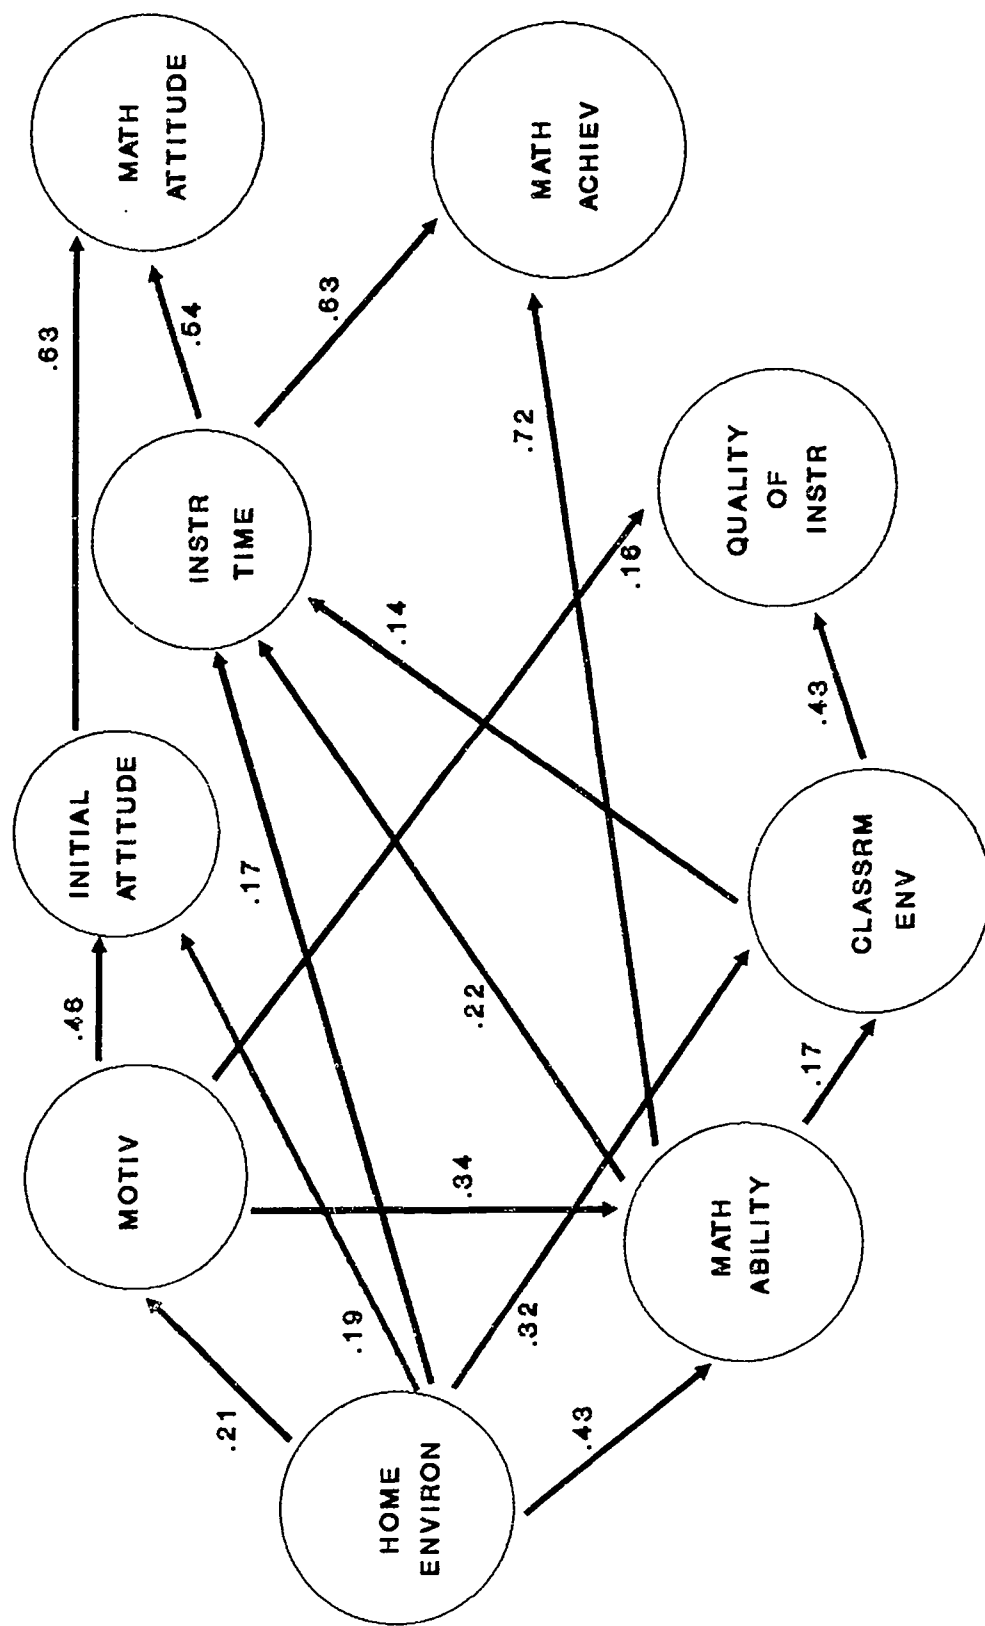 MATH
ATTITUDE
MATH
ACHIEV
.63
.54
.63
.72
INSTR
TIME
QUALITY
OF
INSTR
.16
.14
.43
INITIAL
ATTITUDE
.17
CLASSRM
ENV
.46
.22
.17
MOTIV
.34
MATH
ABILITY
.19
.32
.21
.43
HOME
ENVIRON